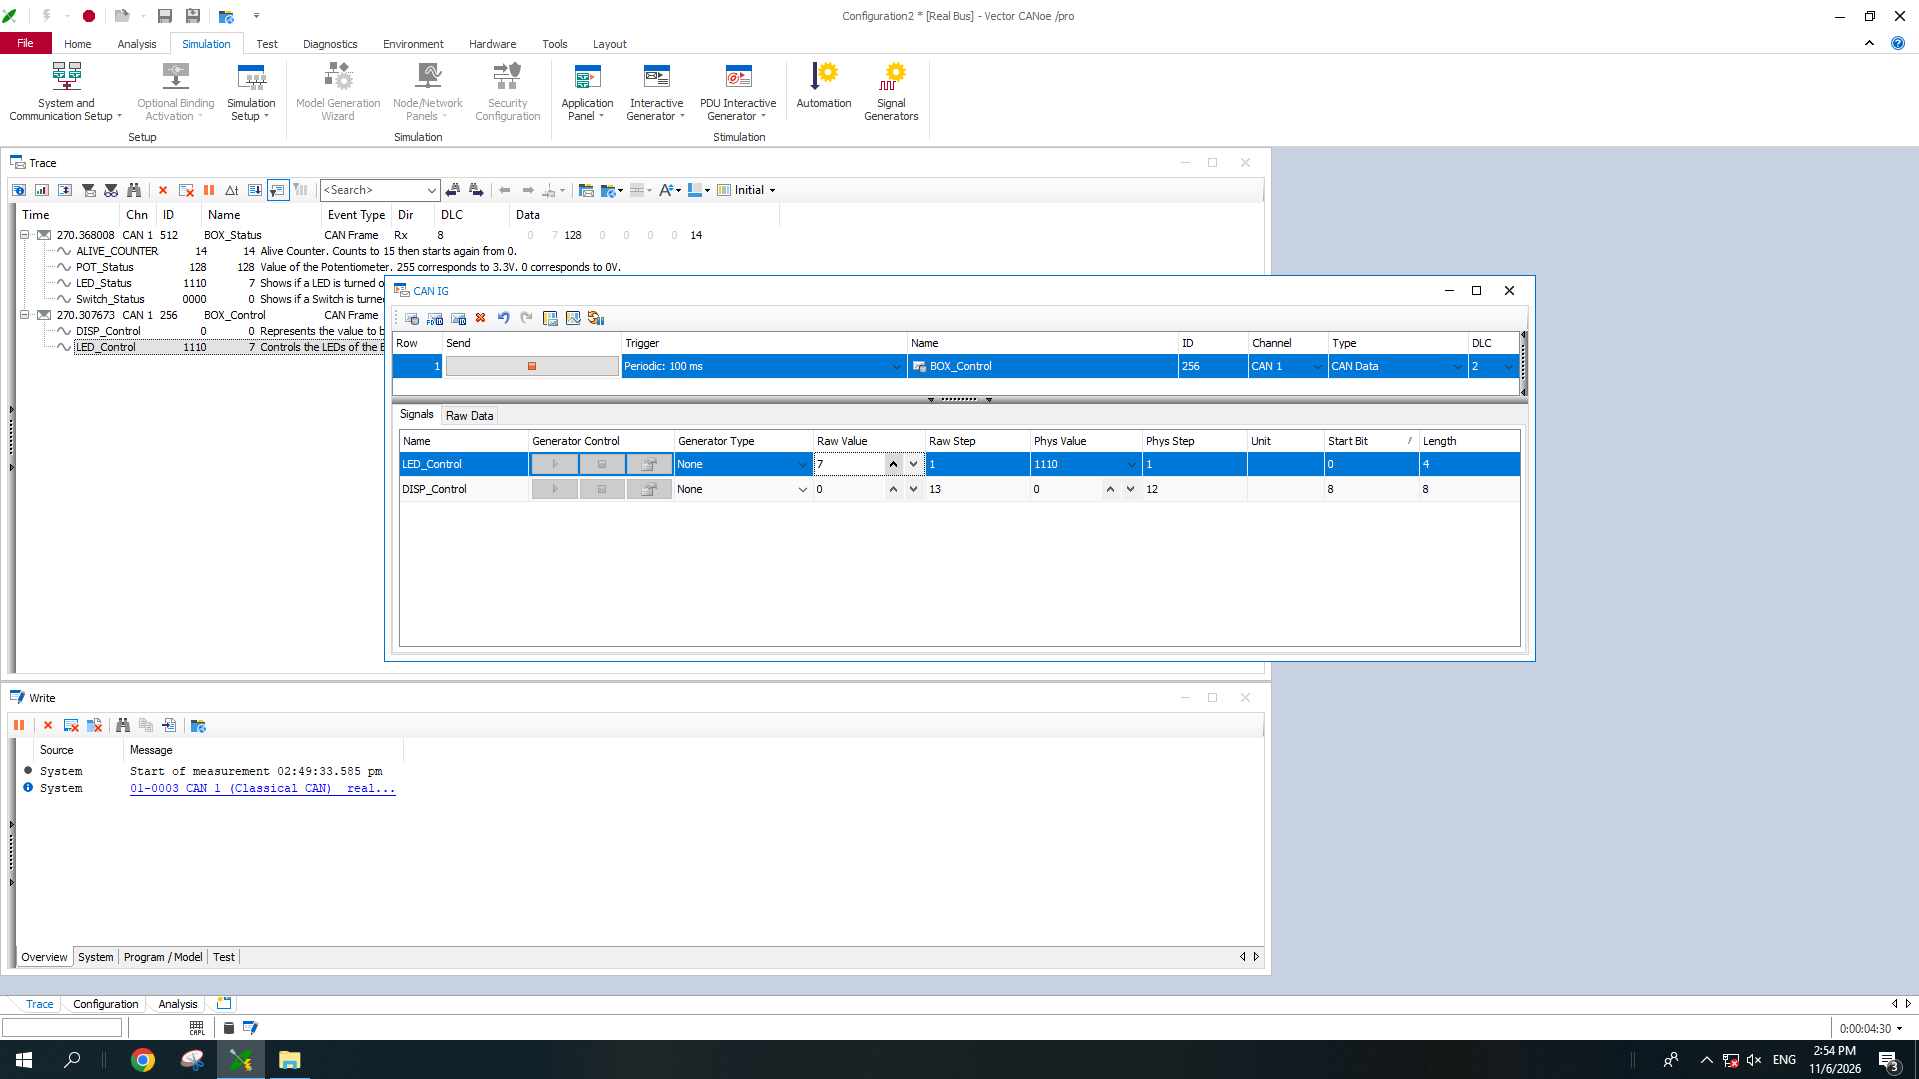 Configuration2 * [Real Bus] - Vector CANoe /pro
File Home Analysis Simulation Test Diagnostics Environment Hardware Tools Layout
System and Communication Setup
Optional Binding Activation
Simulation Setup
Model Generation Wizard
Node/Network Panels
Security Configuration
Application Panel
Interactive Generator
PDU Interactive Generator
Automation
Signal Generators
Setup Simulation Stimulation
Trace
<Search> Initial
Time Chn ID Name Event Type Dir DLC Data
270.368008 CAN 1 512 BOX_Status CAN Frame Rx 8 0 7 128 0 0 0 0 14
ALIVE_COUNTER 14 14 Alive Counter. Counts to 15 then starts again from 0.
POT_Status 128 128 Value of the Potentiometer. 255 corresponds to 3.3V. 0 corresponds to 0V.
LED_Status 1110 7 Shows if a LED is turned o
Switch_Status 0000 0 Shows if a Switch is turne
270.307673 CAN 1 256 BOX_Control CAN Frame
DISP_Control 0 0 Represents the value to b
LED_Control 1110 7 Controls the LEDs of the B
CAN IG
Row Send Trigger Name ID Channel Type DLC
1 Periodic: 100 ms BOX_Control 256 CAN 1 CAN Data 2
Signals Raw Data
Name Generator Control Generator Type Raw Value Raw Step Phys Value Phys Step Unit Start Bit Length
LED_Control None 7 1 1110 1 0 4
DISP_Control None 0 13 0 12 8 8
Write
Source Message
System Start of measurement 02:49:33.585 pm
System 01-0003 CAN 1 (Classical CAN) real...
Overview System Program / Model Test
Trace Configuration Analysis
CAPL
0:00:04:30
ENG
2:54 PM
11/6/2026
3